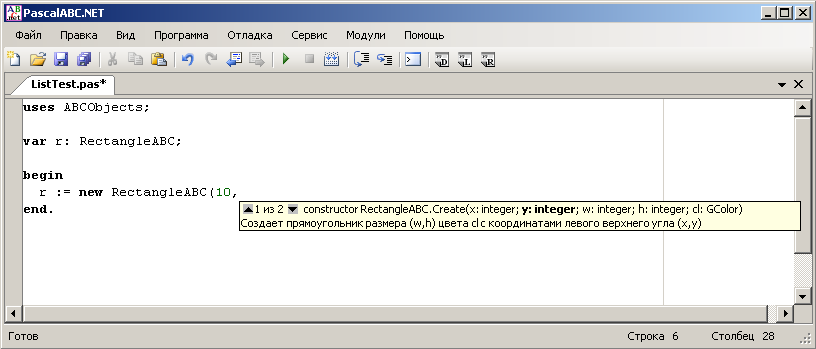 PascalABC.NET
Файл Правка Вид Программа Отладка Сервис Модули Помощь
ListTest.pas*
uses ABCObjects;
var r: RectangleABC;
begin
r := new RectangleABC(10,
end.
1 из 2 constructor RectangleABC.Create(x: integer; y: integer; w: integer; h: integer; cl: GColor)
Создает прямоугольник размера (w,h) цвета cl с координатами левого верхнего угла (x,y)
Готов Строка 6 Столбец 28